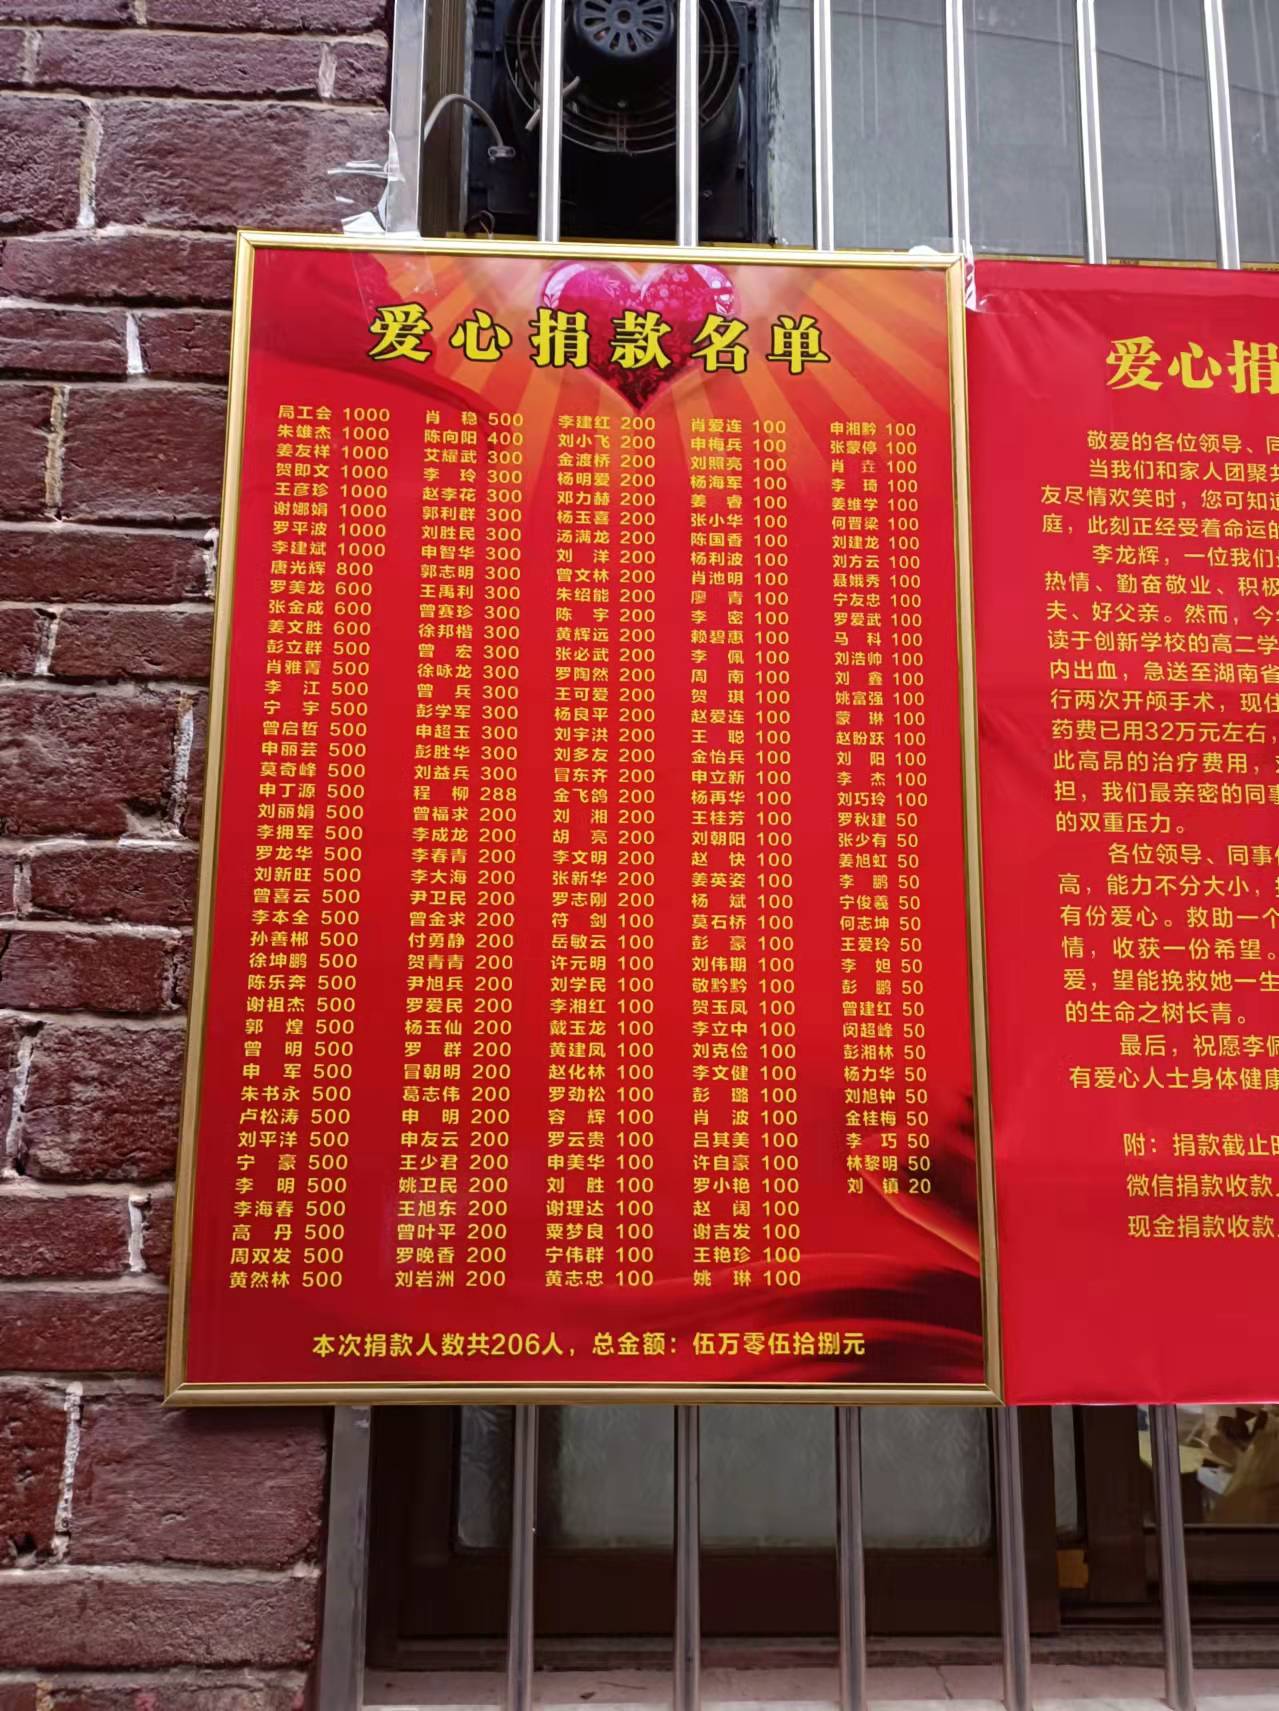 爱心捐款名单
局工会 1000 肖 稳 500 李建红 200 肖爱连 100 申湘黔 100
朱雄杰 1000 陈向阳 400 刘小飞 200 申梅兵 100 张蒙停 100
姜友祥 1000 艾耀武 300 金渡桥 200 刘照亮 100 肖 垚 100
贺即文 1000 李 玲 300 杨明爱 200 杨海军 100 李 琦 100
王彦珍 1000 赵李花 300 邓力赫 200 姜 睿 100 姜维学 100
谢娜娟 1000 郭利群 300 杨玉喜 200 张小华 100 何晋梁 100
罗平波 1000 刘胜民 300 汤满龙 200 陈国香 100 刘建龙 100
李建斌 1000 申智华 300 刘 洋 200 杨利波 100 刘方云 100
唐光辉 800 郭志明 300 曾文林 200 肖池明 100 聂娥秀 100
罗美龙 600 王禹利 300 朱绍能 200 廖 青 100 宁友忠 100
张金成 600 曾赛珍 300 陈 宇 200 李 密 100 罗爱武 100
姜文胜 600 徐邦楷 300 黄辉远 200 赖碧惠 100 马 科 100
彭立群 500 曾 宏 300 张必武 200 李 佩 100 刘浩帅 100
肖雅菁 500 徐咏龙 300 罗陶然 200 周 南 100 刘 鑫 100
李 江 500 曾 兵 300 王可爱 200 贺 琪 100 姚富强 100
宁 宇 500 彭学军 300 杨良平 200 赵爱连 100 蒙 琳 100
曾启哲 500 申超玉 300 刘宇洪 200 王 聪 100 赵盼跃 100
申丽芸 500 彭胜华 300 刘多友 200 金怡兵 100 刘 阳 100
莫奇峰 500 刘益兵 300 冒东齐 200 申立新 100 李 杰 100
申丁源 500 程 柳 288 金飞鸽 200 杨再华 100 刘巧玲 100
刘丽娟 500 曾福求 200 刘 湘 200 王桂芳 100 罗秋建 50
李拥军 500 李成龙 200 胡 亮 200 刘朝阳 100 张少有 50
罗龙华 500 李春青 200 李文明 200 赵 快 100 姜旭虹 50
刘新旺 500 李大海 200 张新华 200 姜英姿 100 李 鹏 50
曾喜云 500 尹卫民 200 罗志刚 200 杨 斌 100 宁俊羲 50
李本全 500 曾金求 200 符 剑 100 莫石桥 100 何志坤 50
孙善郴 500 付勇静 200 岳敏云 100 彭 豪 100 王爱玲 50
徐坤鹏 500 贺青青 200 许元明 100 刘伟期 100 李 妲 50
陈乐奔 500 尹旭兵 200 刘学民 100 敬黔黔 100 彭 鹏 50
谢祖杰 500 罗爱民 200 李湘红 100 贺玉凤 100 曾建红 50
郭 煌 500 杨玉仙 200 戴玉龙 100 李立中 100 闵超峰 50
曾 明 500 罗 群 200 黄建凤 100 刘克俭 100 彭湘林 50
申 军 500 冒朝明 200 赵化林 100 李文健 100 杨力华 50
朱书永 500 葛志伟 200 罗劲松 100 彭 璐 100 刘旭钟 50
卢松涛 500 申 明 200 容 辉 100 肖 波 100 金桂梅 50
刘平洋 500 申友云 200 罗云贵 100 吕其美 100 李 巧 50
宁 豪 500 王少君 200 申美华 100 许自豪 100 林黎明 50
李 明 500 姚卫民 200 刘 胜 100 罗小艳 100 刘 镇 20
李海春 500 王旭东 200 谢理达 100 赵 阔 100
高 丹 500 曾叶平 200 粟梦良 100 谢吉发 100
周双发 500 罗晚香 200 宁伟群 100 王艳珍 100
黄然林 500 刘岩洲 200 黄志忠 100 姚 琳 100
本次捐款人数共206人，总金额：伍万零伍拾捌元
爱心捐
敬爱的各位领导、同
当我们和家人团聚共
友尽情欢笑时，您可知道
庭，此刻正经受着命运的
李龙辉，一位我们
热情、勤奋敬业、积极
夫、好父亲。然而，今
读于创新学校的高二学
内出血，急送至湖南省
行两次开颅手术，现住
药费已用32万元左右，
此高昂的治疗费用，
担，我们最亲密的同事
的双重压力。
各位领导、同事
高，能力不分大小，
有份爱心。救助一个
情，收获一份希望。
爱，望能挽救她一生
的生命之树长青。
最后，祝愿李佩
有爱心人士身体健康
附：捐款截止时
微信捐款收款
现金捐款收款